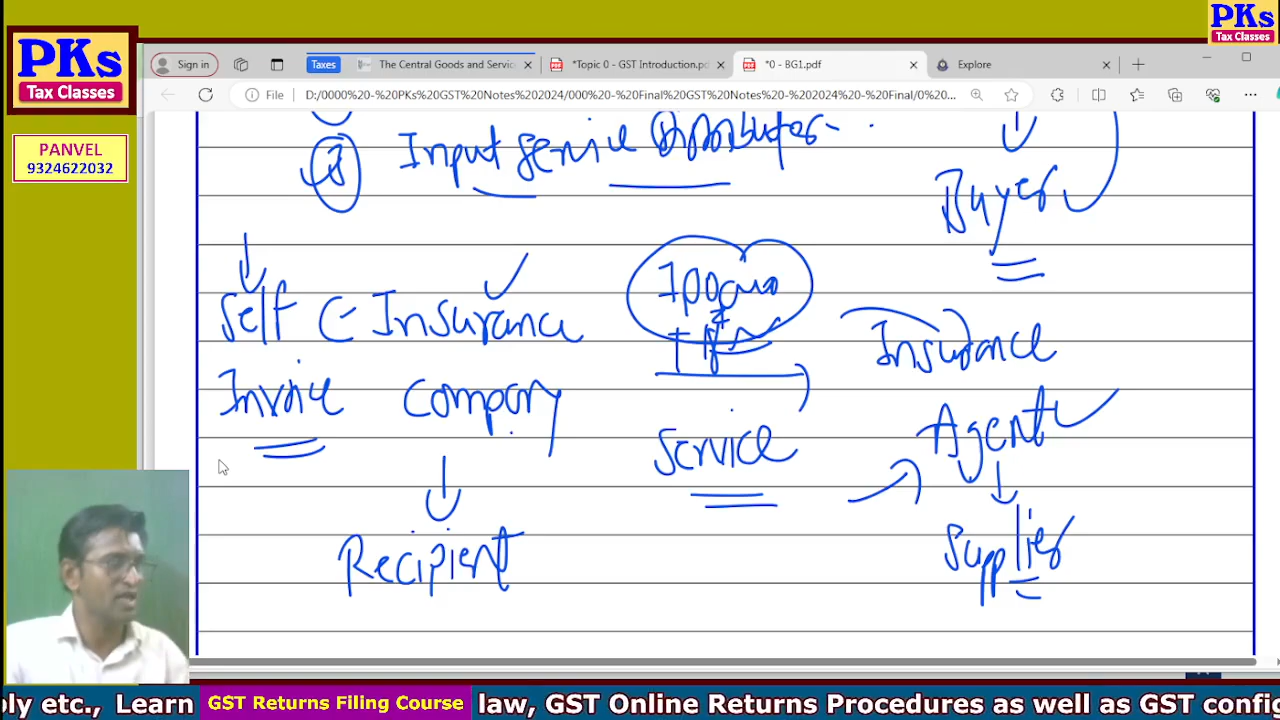 PKs
Tax Classes
PKs
Tax Classes
PANVEL
9324622032
Sign in
Taxes
The Central Goods and Servic
*Topic 0 - GST Introduction.pd
*0 - BG1.pdf
Explore
File
D:/0000%20-%20PKs%20GST%20Notes%202024/000%20-%20Final%20GST%20Notes%20-%202024%20-%20Final/0%20...
Input Service
Buyer
Self Insurance
Invoice Company
Service
Insurance
Agent
Recipient
Supplier
ply etc., Learn GST Returns Filing Course law, GST Online Returns Procedures as well as GST config